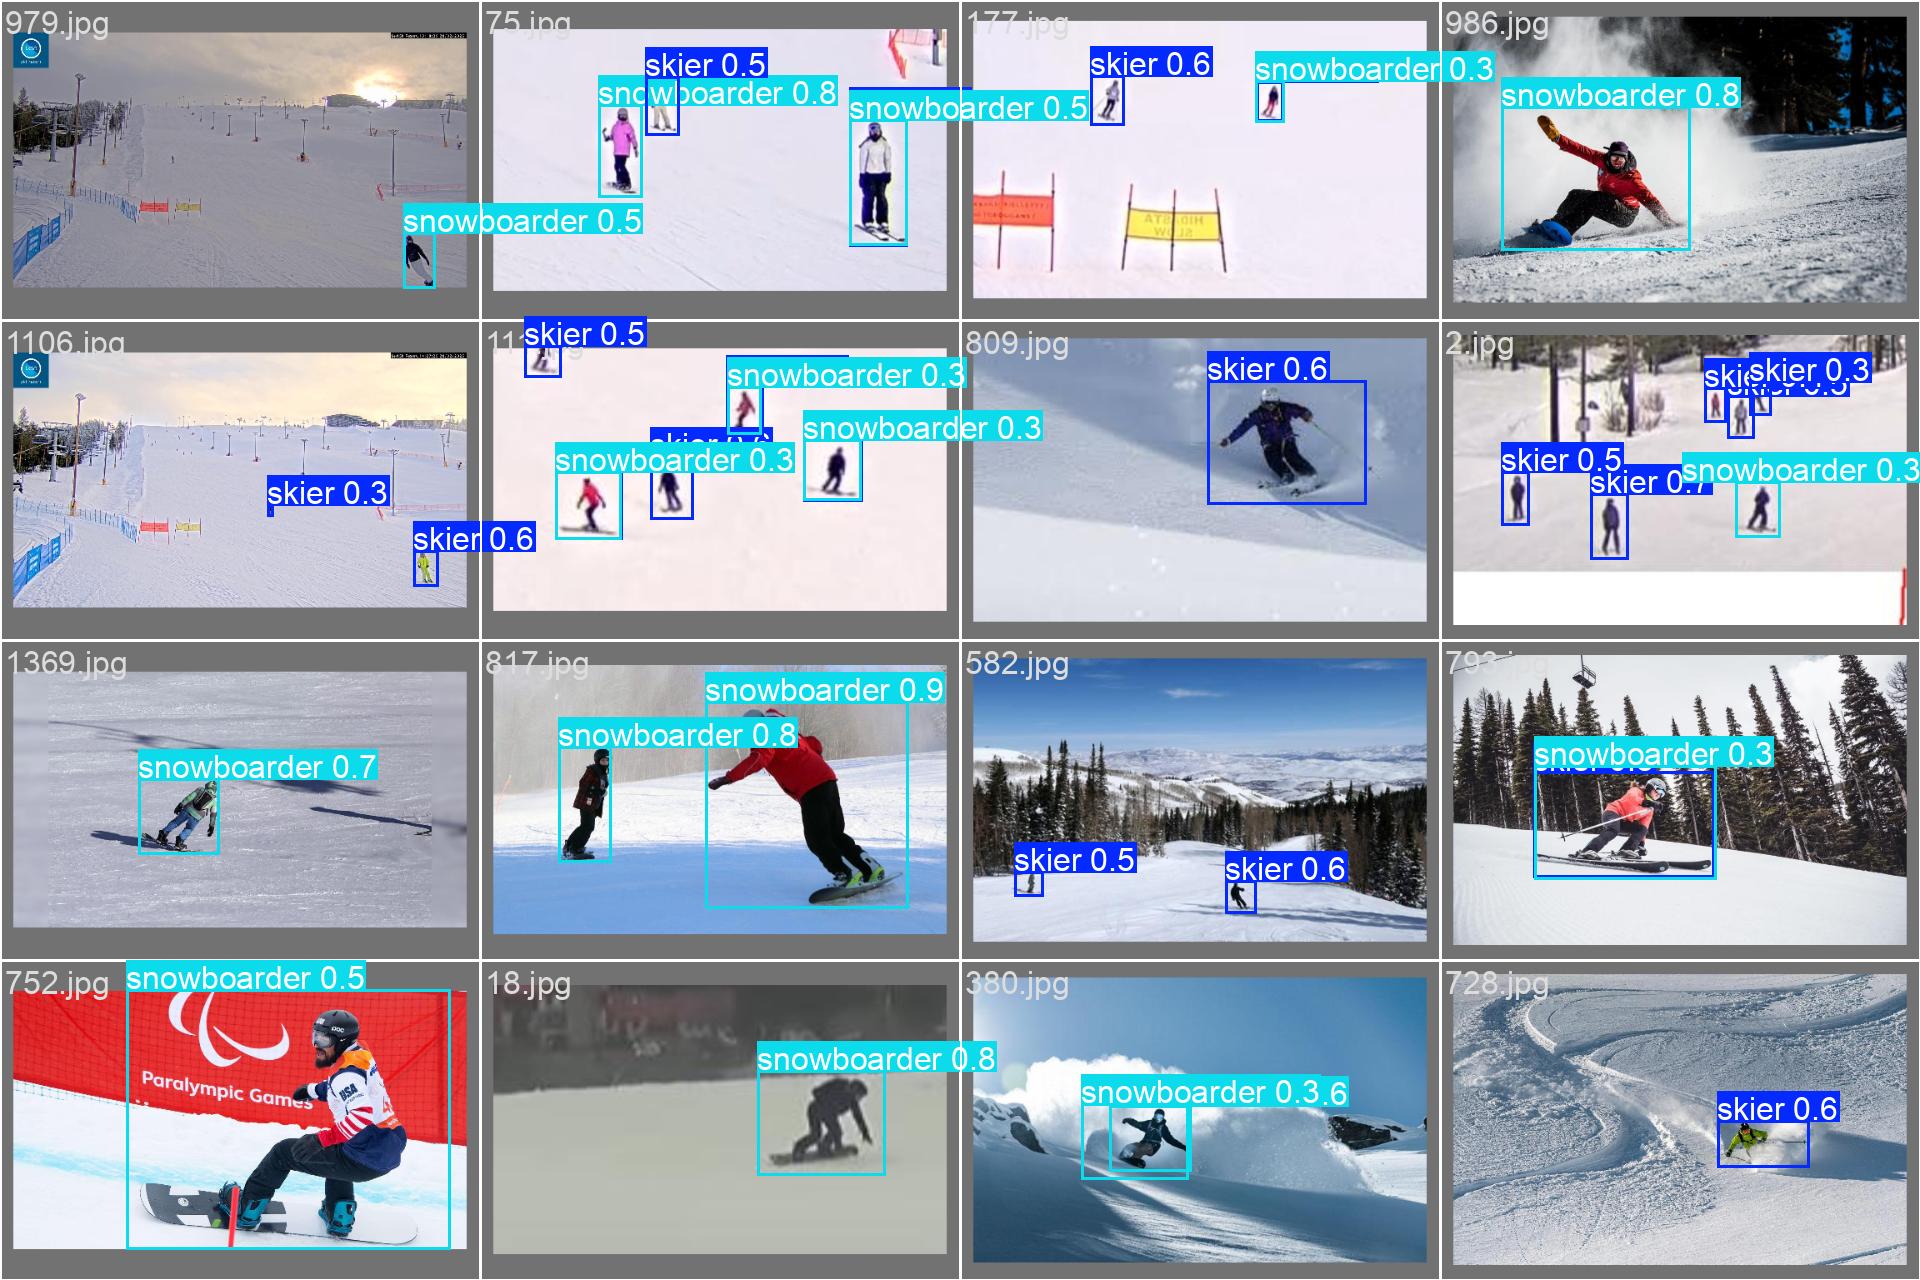 979.jpg
snowboarder 0.5
75.jpg
skier 0.5
snowboarder 0.8
snowboarder 0.5
177.jpg
skier 0.6
snowboarder 0.3
HIDASTA
SLOW
986.jpg
snowboarder 0.8
1106.jpg
skier 0.3
skier 0.6
skier 0.5
snowboarder 0.3
snowboarder 0.3
snowboarder 0.3
809.jpg
skier 0.6
2.jpg
skier 0.3
skier 0.5
skier 0.7
snowboarder 0.3
1369.jpg
snowboarder 0.7
817.jpg
snowboarder 0.9
snowboarder 0.8
582.jpg
skier 0.5
skier 0.6
snowboarder 0.3
752.jpg
snowboarder 0.5
Paralympic Games
poc
USA
18.jpg
snowboarder 0.8
380.jpg
snowboarder 0.3.6
728.jpg
skier 0.6